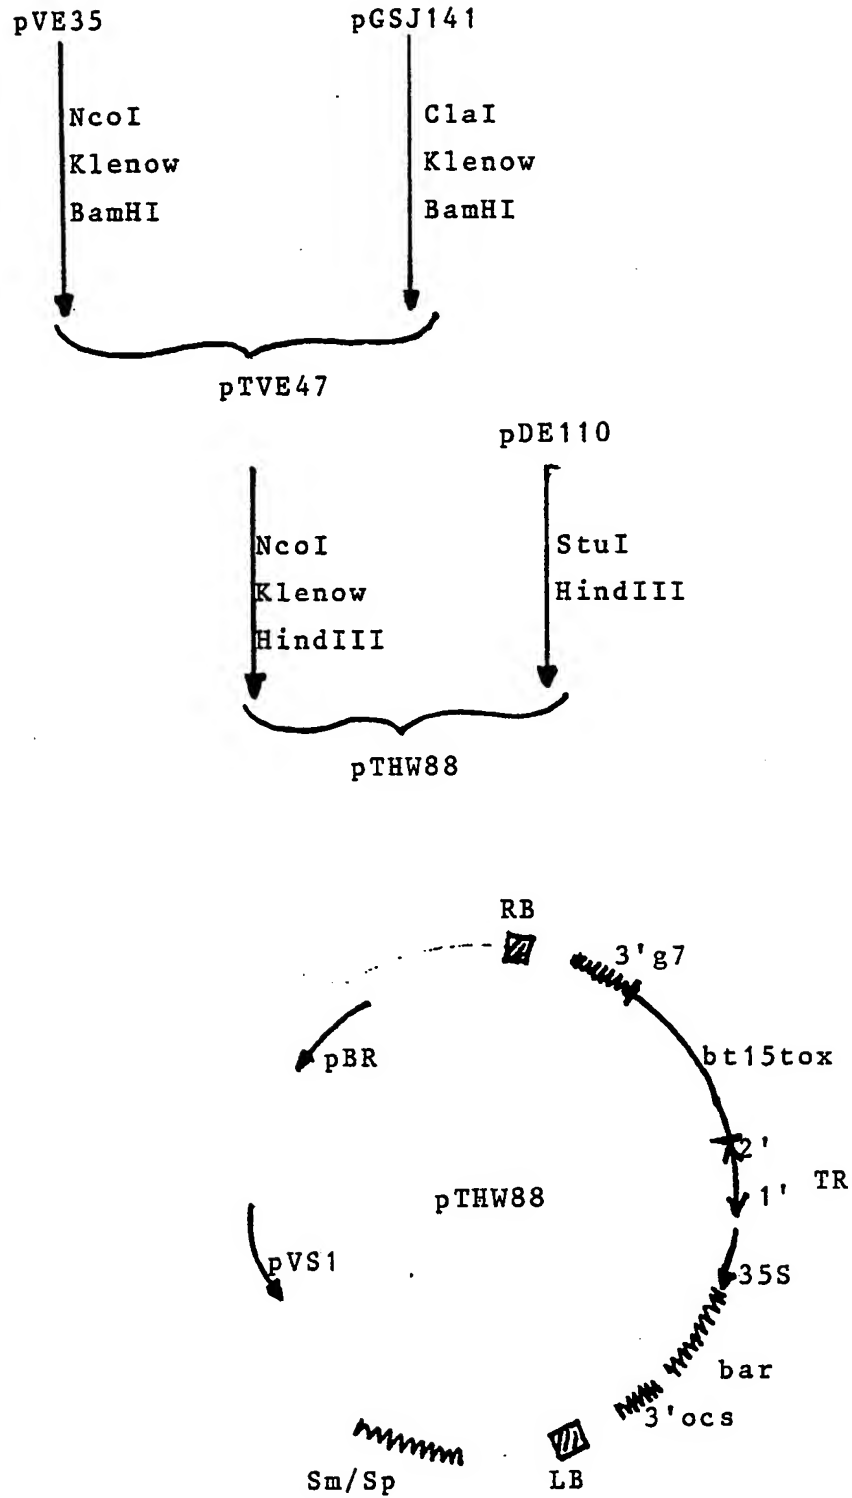 pVE35
pGSJ141
NcoI
Klenow
BamHI
ClaI
Klenow
BamHI
pTVE47
pDE110
NcoI
Klenow
HindIII
StuI
HindIII
pTHW88
RB
3'g7
pBR
bt15tox
2'
1'
TR
pTHW88
pVS1
35S
bar
3'ocs
Sm/Sp
LB